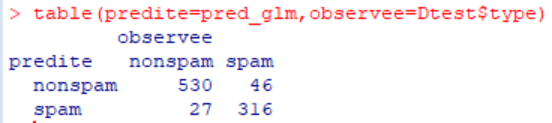 > table(predite=pred_glm,observee=Dtest$type)
observee
predite nonspam spam
nonspam 530 46
spam 27 316